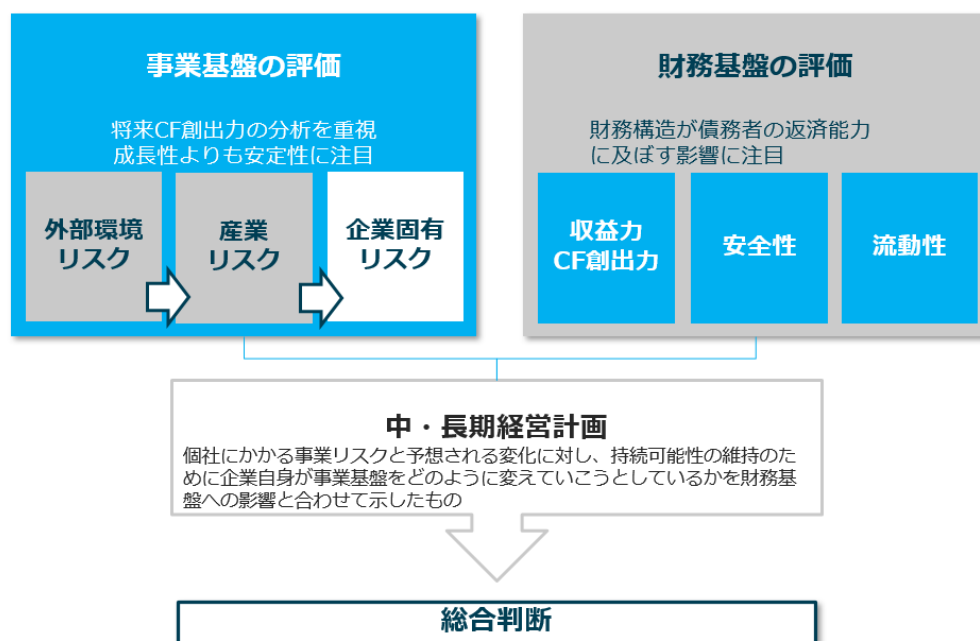 事業基盤の評価
将来CF創出力の分析を重視
成長性よりも安定性に注目
外部環境
リスク
産業
リスク
企業固有
リスク
財務基盤の評価
財務構造が債務者の返済能力
に及ぼす影響に注目
収益力
CF創出力
安全性
流動性
中・長期経営計画
個社にかかる事業リスクと予想される変化に対し、持続可能性の維持のた
めに企業自身が事業基盤をどのように変えていこうとしているかを財務基
盤への影響と合わせて示したもの
総合判断